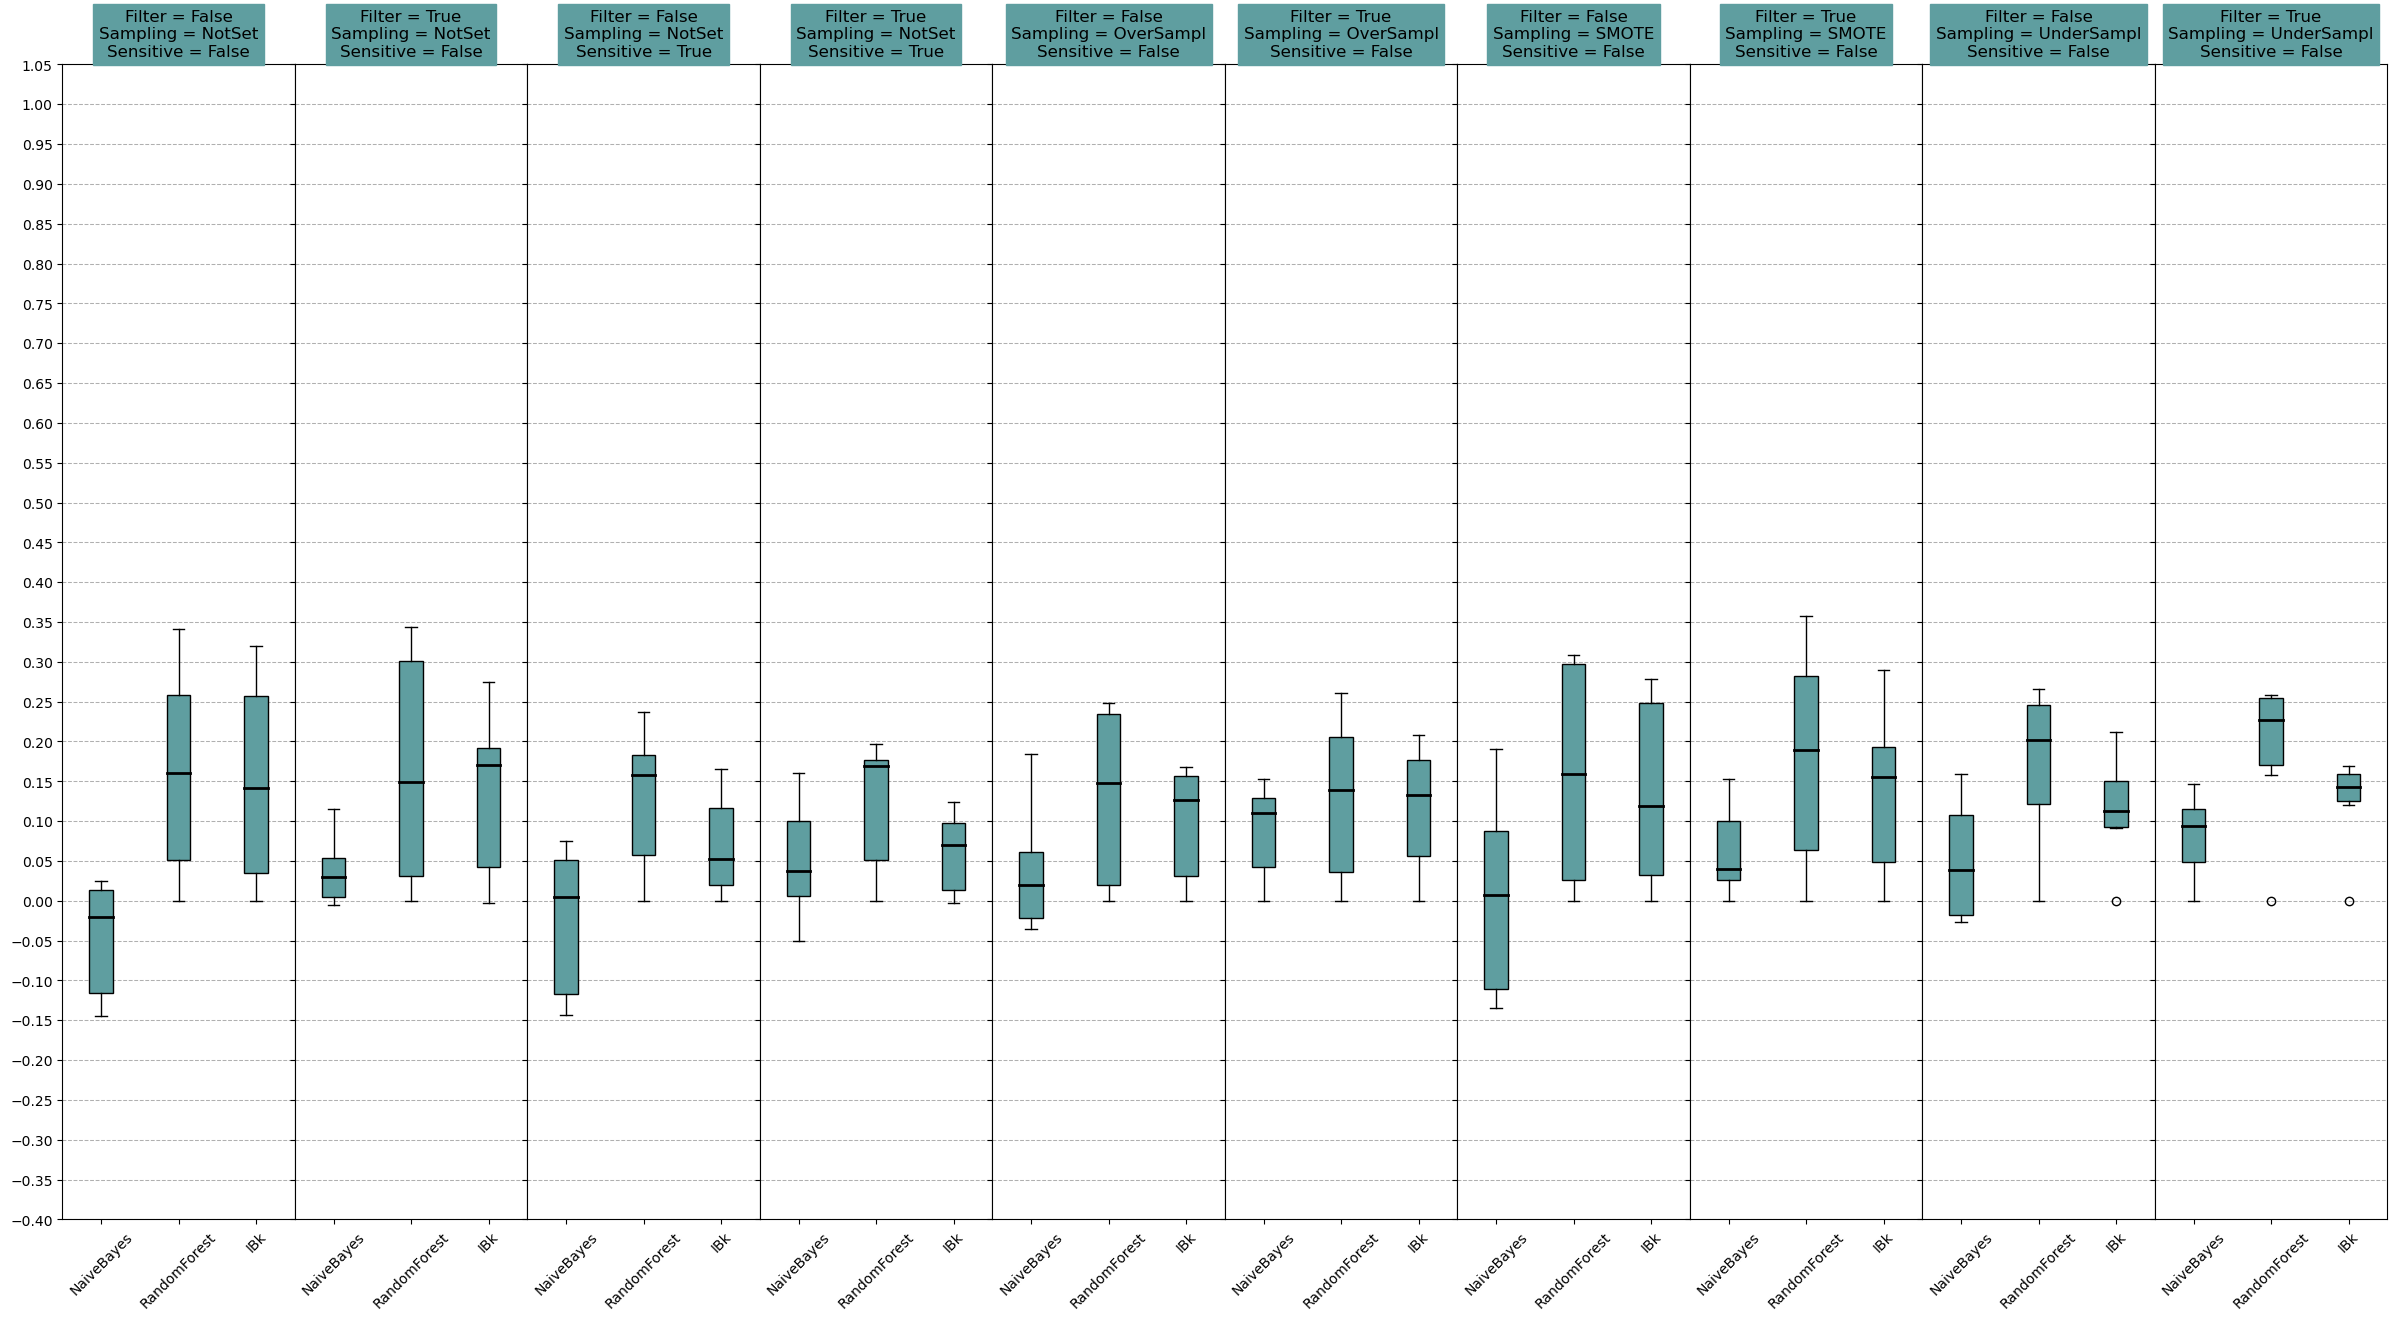 Filter = False
Sampling = NotSet
Sensitive = False
Filter = True
Sampling = NotSet
Sensitive = False
Filter = False
Sampling = NotSet
Sensitive = True
Filter = True
Sampling = NotSet
Sensitive = True
Filter = False
Sampling = OverSampl
Sensitive = False
Filter = True
Sampling = OverSampl
Sensitive = False
Filter = False
Sampling = SMOTE
Sensitive = False
Filter = True
Sampling = SMOTE
Sensitive = False
Filter = False
Sampling = UnderSampl
Sensitive = False
Filter = True
Sampling = UnderSampl
Sensitive = False
1.05
1.00
0.95
0.90
0.85
0.80
0.75
0.70
0.65
0.60
0.55
0.50
0.45
0.40
0.35
0.30
0.25
0.20
0.15
0.10
0.05
0.00
−0.05
−0.10
−0.15
−0.20
−0.25
−0.30
−0.35
−0.40
NaiveBayes
RandomForest
IBk
NaiveBayes
RandomForest
IBk
NaiveBayes
RandomForest
IBk
NaiveBayes
RandomForest
IBk
NaiveBayes
RandomForest
IBk
NaiveBayes
RandomForest
IBk
NaiveBayes
RandomForest
IBk
NaiveBayes
RandomForest
IBk
NaiveBayes
RandomForest
IBk
NaiveBayes
RandomForest
IBk